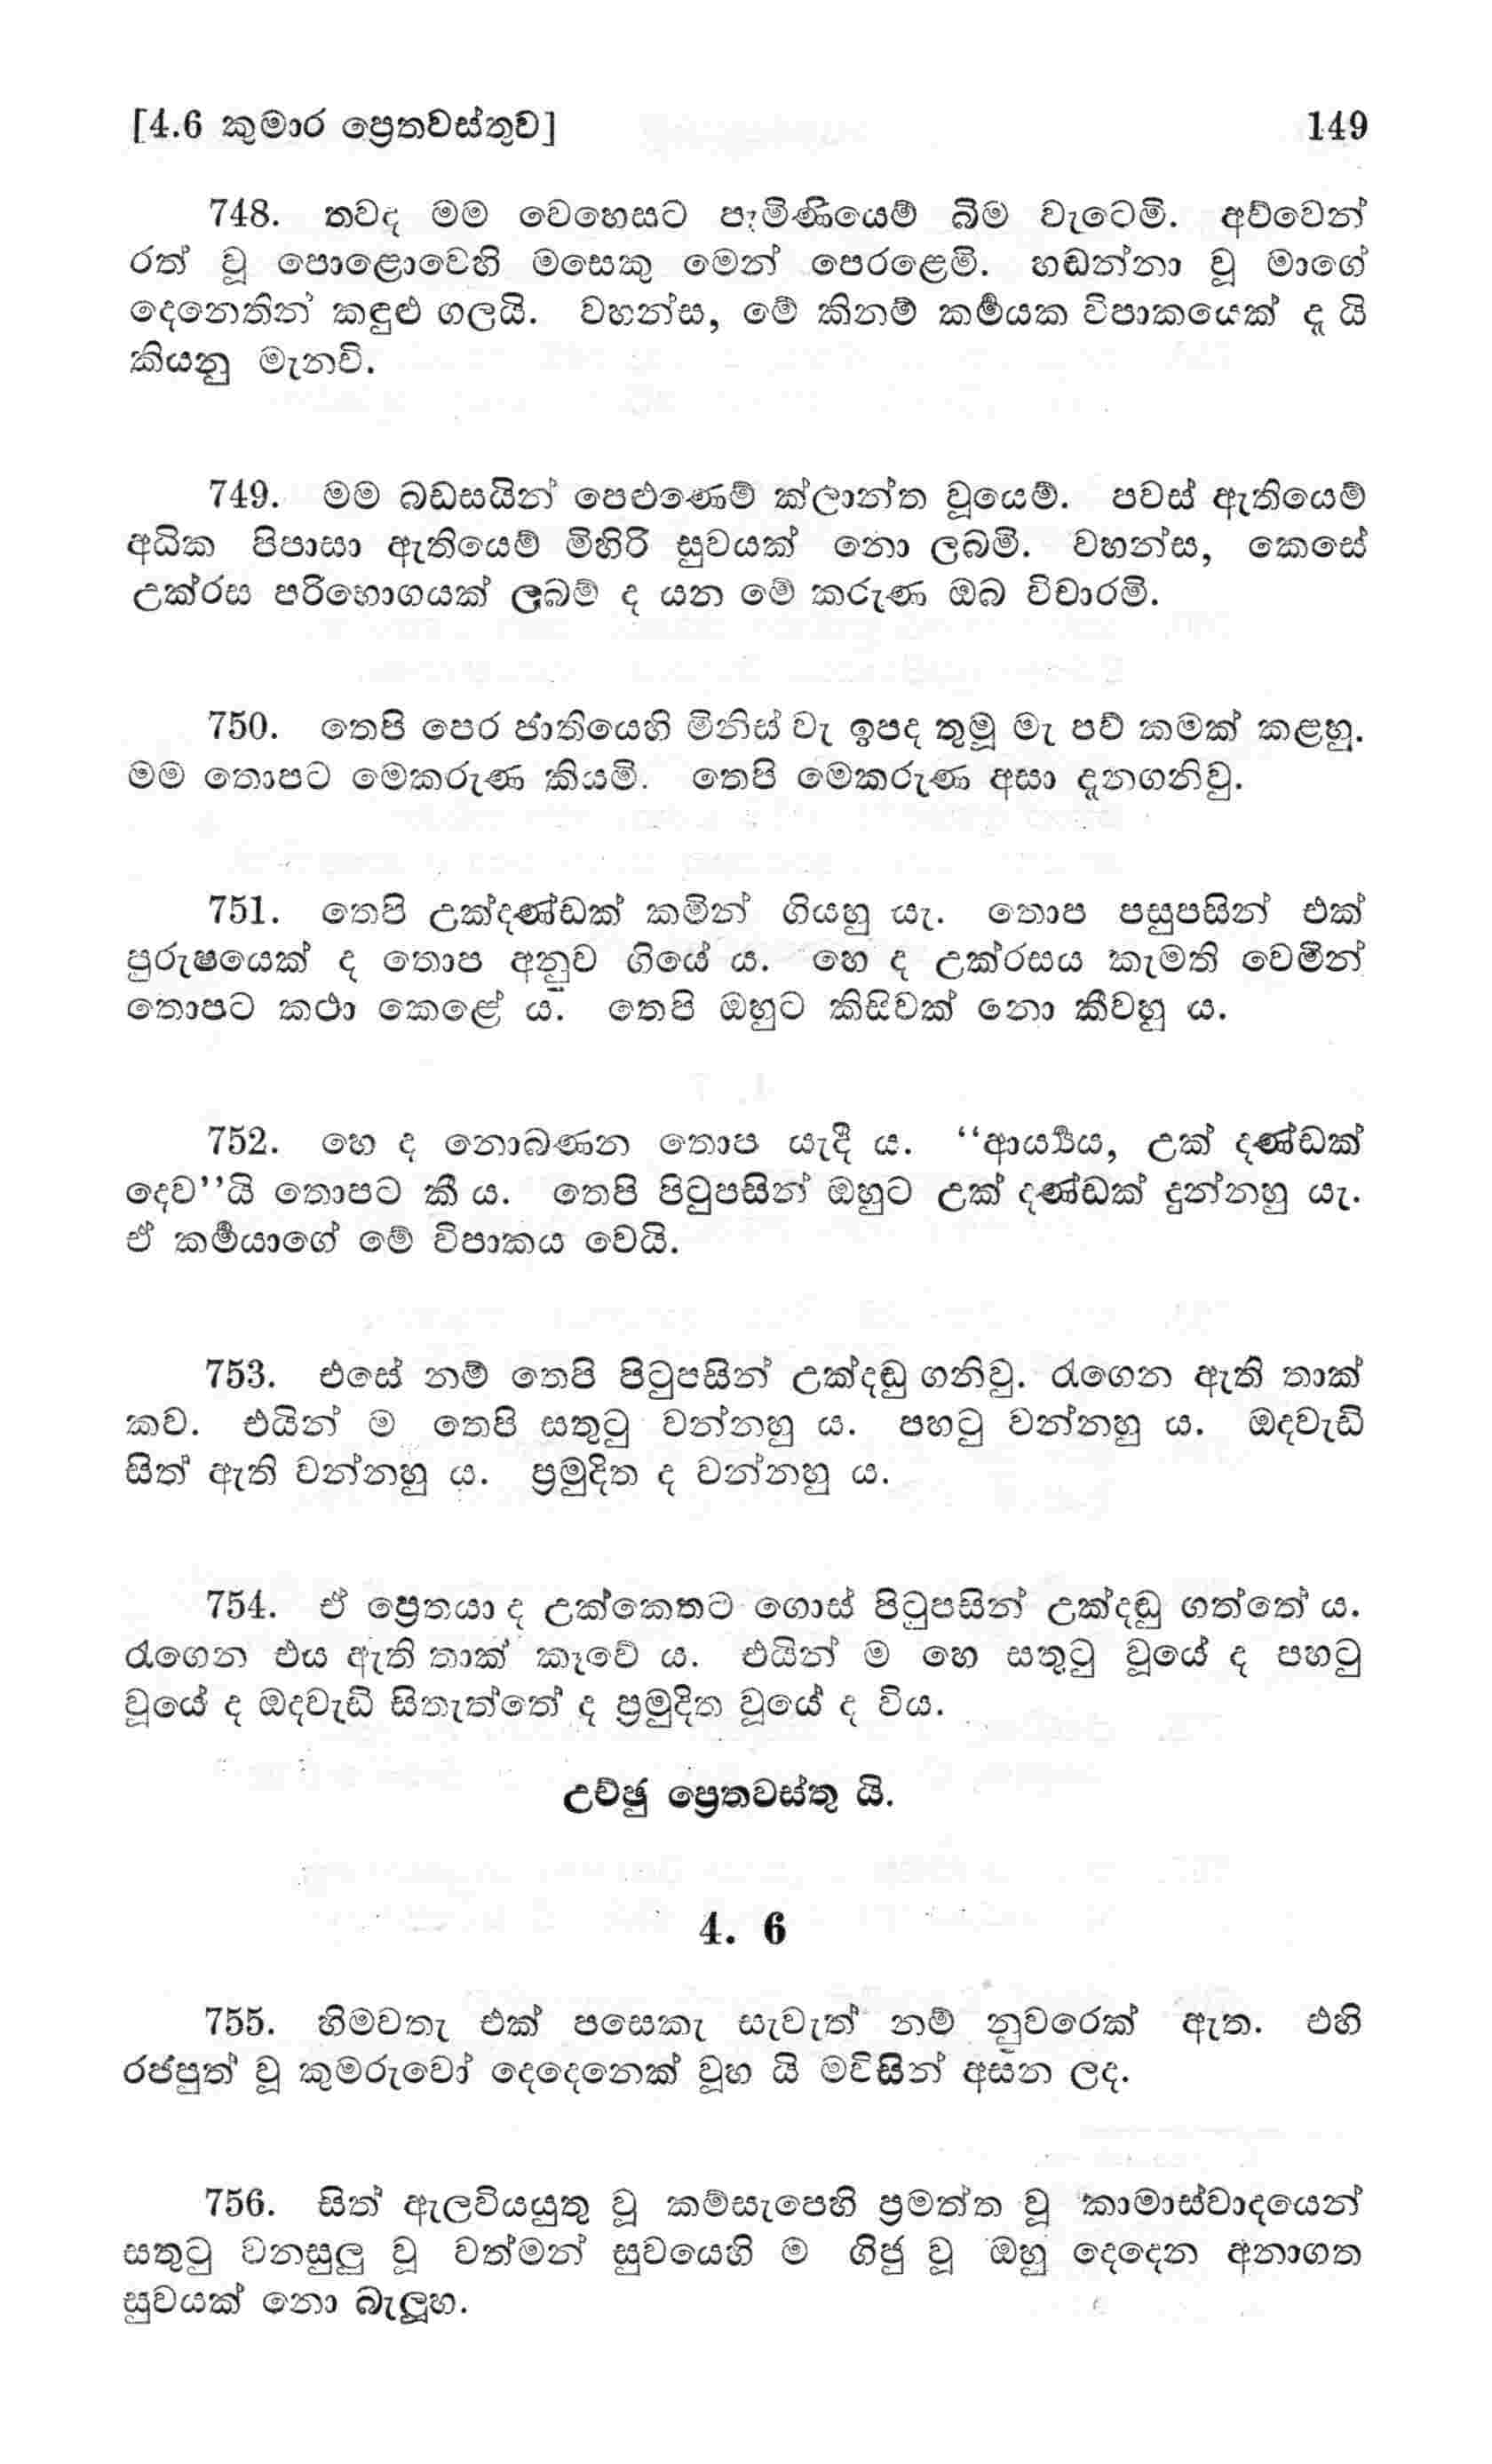 [4.6 කුමාර ප්‍රෙතවස්තුව] 149
748. තවද මම වෙහෙසට පැමිණියෙම් බිම වැටෙමි. අව්වෙන්
රත් වූ පොළොවෙහි මසෙකු මෙන් පෙරළෙමි. හඬන්නා වූ මාගේ
දෙනෙතින් කඳුළු ගලයි. වහන්ස, මේ කිනම් කර්‍මයක විපාකයෙක් දැ යි
කියනු මැනවි.
749. මම බඩසයින් පෙළුණෙම් ක්ලාන්ත වූයෙම්. පවස් ඇතියෙම්
අධික පිපාසා ඇතියෙම් මිහිරි සුවයක් නො ලබමි. වහන්ස, කෙසේ
උක්රස පරිභොගයක් ලබම් ද යන මේ කරුණ ඔබ විචාරමි.
750. තෙපි පෙර ජාතියෙහි මිනිස් වැ ඉපද තුමූ මැ පව් කමක් කළහු.
මම තොපට මෙකරුණ කියමි. තෙපි මෙකරුණ අසා දැනගනිවු.
751. තෙපි උක්දණ්ඩක් කමින් ගියහු යැ. තොප පසුපසින් එක්
පුරුෂයෙක් ද තොප අනුව ගියේ ය. හෙ ද උක්රසය කැමති වෙමින්
තොපට කථා කෙළේ ය. තෙපි ඔහුට කිසිවක් නො කීවහු ය.
752. හෙ ද නොබණන තොප යැදී ය. “ආර්‍ය්‍යය, උක් දණ්ඩක්
දෙව”යි තොපට කී ය. තෙපි පිටුපසින් ඔහුට උක් දණ්ඩක් දුන්නහු යැ.
ඒ කර්‍මයාගේ මේ විපාකය වෙයි.
753. එසේ නම් තෙපි පිටුපසින් උක්දඬු ගනිවු. රැගෙන ඇති තාක්
කව. එයින් ම තෙපි සතුටු වන්නහු ය. පහටු වන්නහු ය. ඔදවැඩි
සිත් ඇති වන්නහු ය. ප්‍රමුදිත ද වන්නහු ය.
754. ඒ ප්‍රෙතයා ද උක්කෙතට ගොස් පිටුපසින් උක්දඬු ගත්තේ ය.
රැගෙන එය ඇති තාක් කෑවේ ය. එයින් ම හෙ සතුටු වූයේ ද පහටු
වූයේ ද ඔදවැඩි සිතැත්තේ ද ප්‍රමුදිත වූයේ ද විය.
උච්ඡු ප්‍රෙතවස්තු යි.
4. 6
755. හිමවතැ එක් පසෙකැ සැවැත් නම් නුවරෙක් ඇත. එහි
රජපුත් වූ කුමරුවෝ දෙදෙනෙක් වූහ යි මවිසින් අසන ලද.
756. සිත් ඇලවියයුතු වූ කම්සැපෙහි ප්‍රමත්ත වූ කාමාස්වාදයෙන්
සතුටු වනසුලු වූ වත්මන් සුවයෙහි ම ගිජු වූ ඔහු දෙදෙන අනාගත
සුවයක් නො බැලූහ.